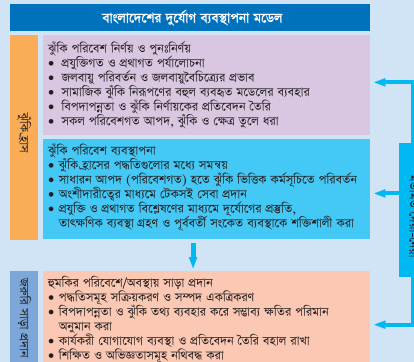 বাংলাদেশের দুর্যোগ ব্যবস্থাপনা মডেল
ঝুঁকি হ্রাস
ঝুঁকি পরিবেশ নির্ণয় ও পুনঃনির্ণয়
• প্রযুক্তিগত ও প্রথাগত পর্যালোচনা
• জলবায়ু পরিবর্তন ও জলবায়ুবৈচিত্র্যের প্রভাব
• সামাজিক ঝুঁকি নিরূপণের বহুল ব্যবহৃত মডেলের ব্যবহার
• বিপদাপন্নতা ও ঝুঁকি নির্ণায়কের প্রতিবেদন তৈরি
• সকল পরিবেশগত আপদ, ঝুঁকি ও ক্ষেত্র তুলে ধরা
ঝুঁকি পরিবেশ ব্যবস্থাপনা
• ঝুঁকি হ্রাসের পদ্ধতিগুলোর মধ্যে সমন্বয়
• সাধারন আপদ (পরিবেশগত) হতে ঝুঁকি ভিত্তিক কর্মসূচিতে পরিবর্তন
• অংশীদারীত্বের মাধ্যমে টেকসই সেবা প্রদান
• প্রযুক্তি ও প্রথাগত বিশ্লেষণের মাধ্যমে দূর্যোগের প্রস্তুতি,
তাৎক্ষণিক ব্যবস্থা গ্রহণ ও পূর্ববর্তী সংকেত ব্যবস্থাকে শক্তিশালী করা
জরুরি সাড়া প্রদান
হুমকির পরিবেশে/অবস্থায় সাড়া প্রদান
• পদ্ধতিসমূহ সক্রিয়করণ ও সম্পদ একত্রিকরণ
• বিপদাপন্নতা ও ঝুঁকি তথ্য ব্যবহার করে সম্ভাব্য ক্ষতির পরিমান
অনুমান করা
• কার্যকরী যোগাযোগ ব্যবস্থা ও প্রতিবেদন তৈরি বহাল রাখা
• শিক্ষিত ও অভিজ্ঞতাসমূহ নথিবদ্ধ করা